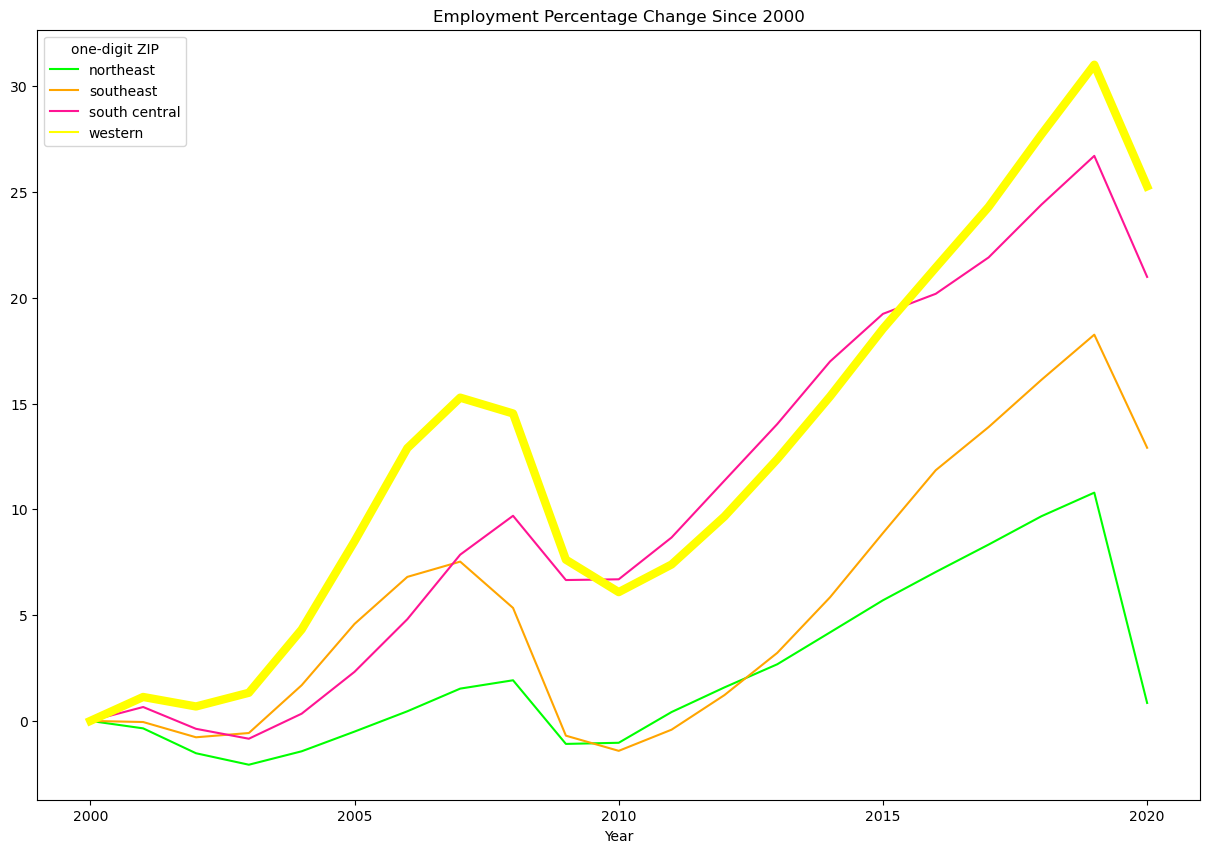 Employment Percentage Change Since 2000
one-digit ZIP
northeast
southeast
south central
western
30
25
20
15
10
5
0
2000 2005 2010 2015 2020
Year